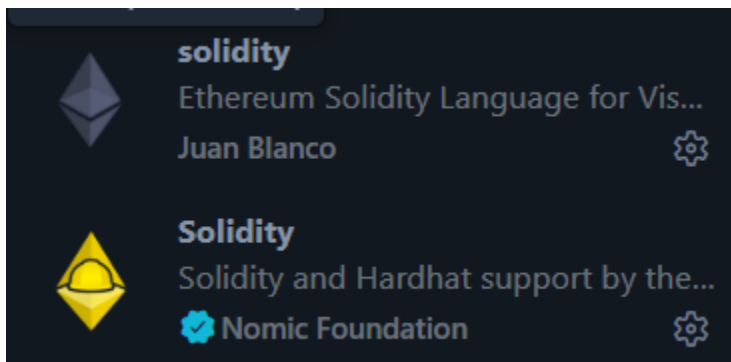 solidity
Ethereum Solidity Language for Vis...
Juan Blanco
Solidity
Solidity and Hardhat support by the...
Nomic Foundation